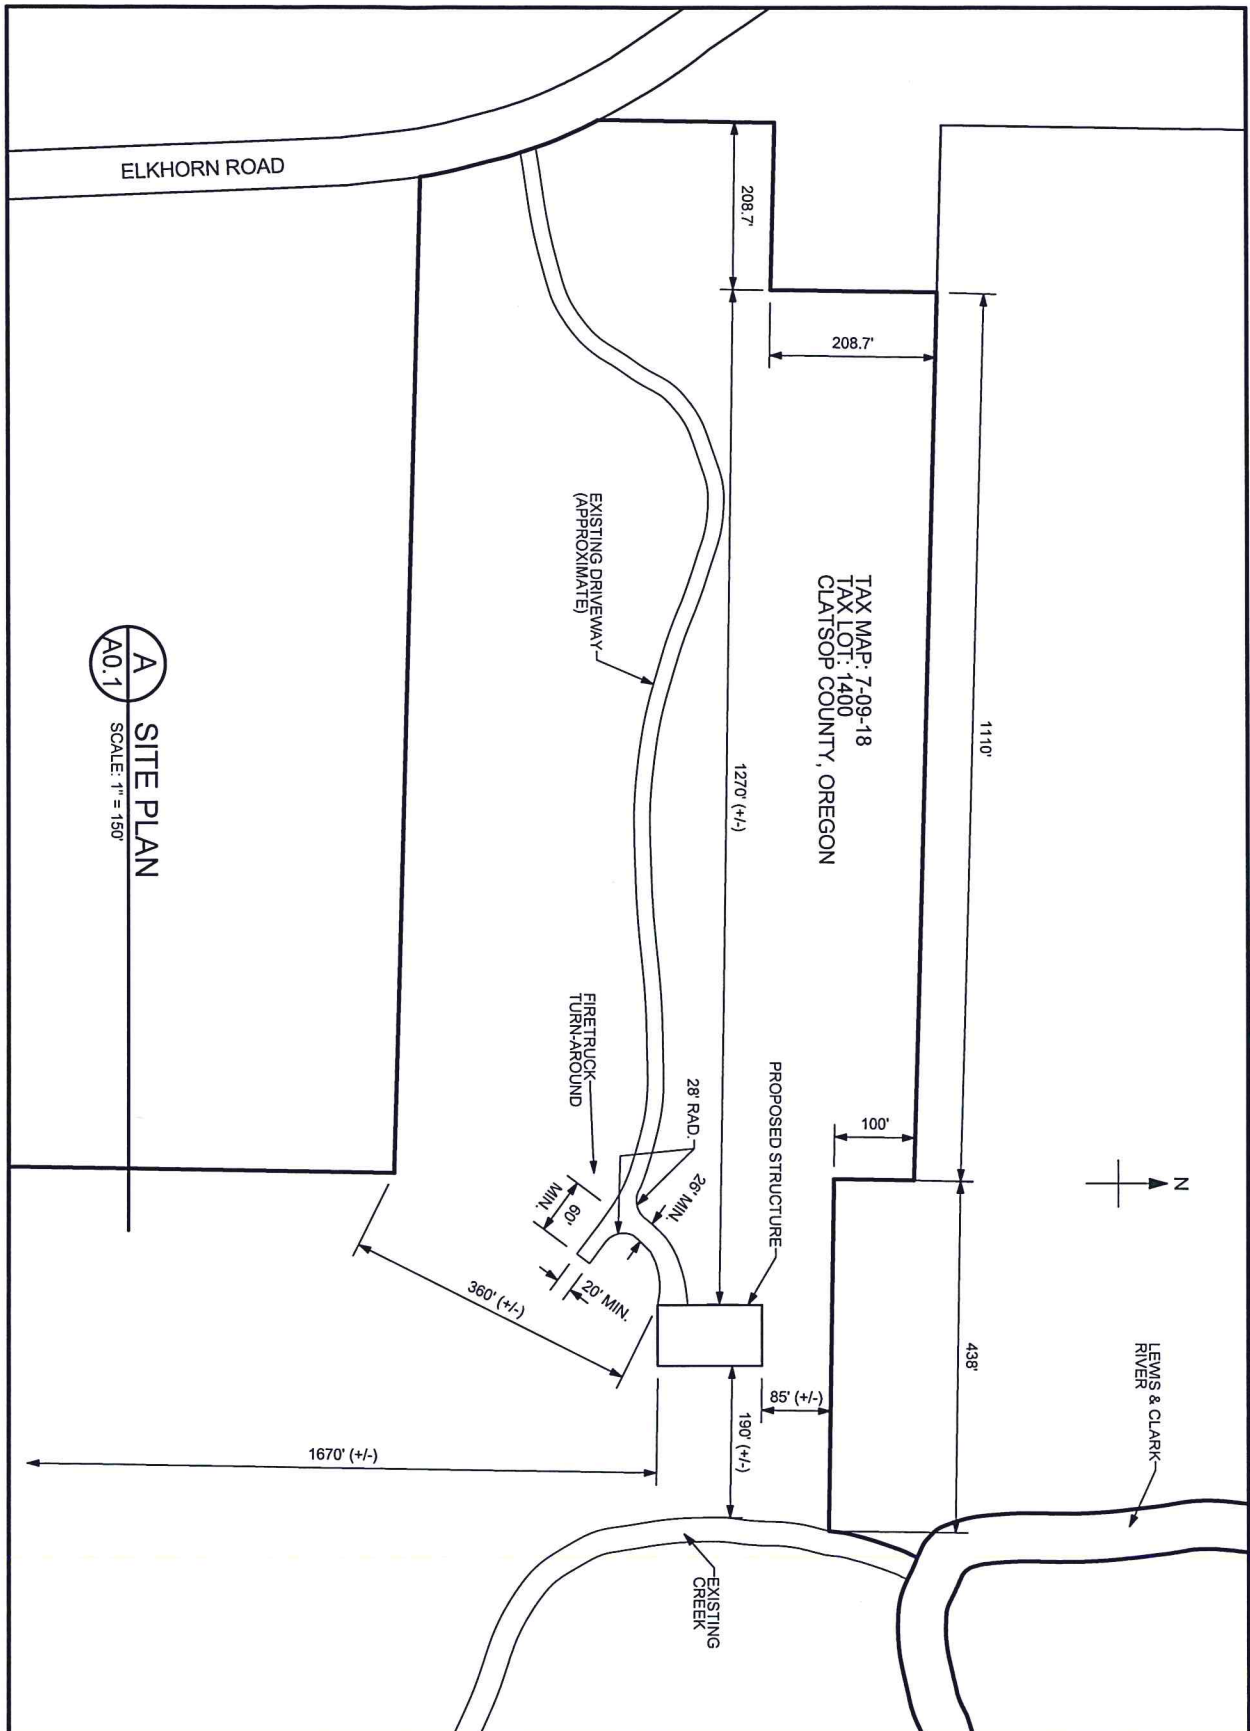 ELKHORN ROAD
208.7'
208.7'
1110'
TAX MAP: 7-09-18
TAX LOT: 1400
CLATSOP COUNTY, OREGON
EXISTING DRIVEWAY
(APPROXIMATE)
1270' (+/-)
A
A0.1
SITE PLAN
SCALE: 1" = 150'
FIRETRUCK
TURN-AROUND
28' RAD.
PROPOSED STRUCTURE
100'
N
26' MIN.
60'
MIN.
20' MIN.
360' (+/-)
438'
85' (+/-)
190' (+/-)
1670' (+/-)
LEWIS & CLARK
RIVER
EXISTING
CREEK